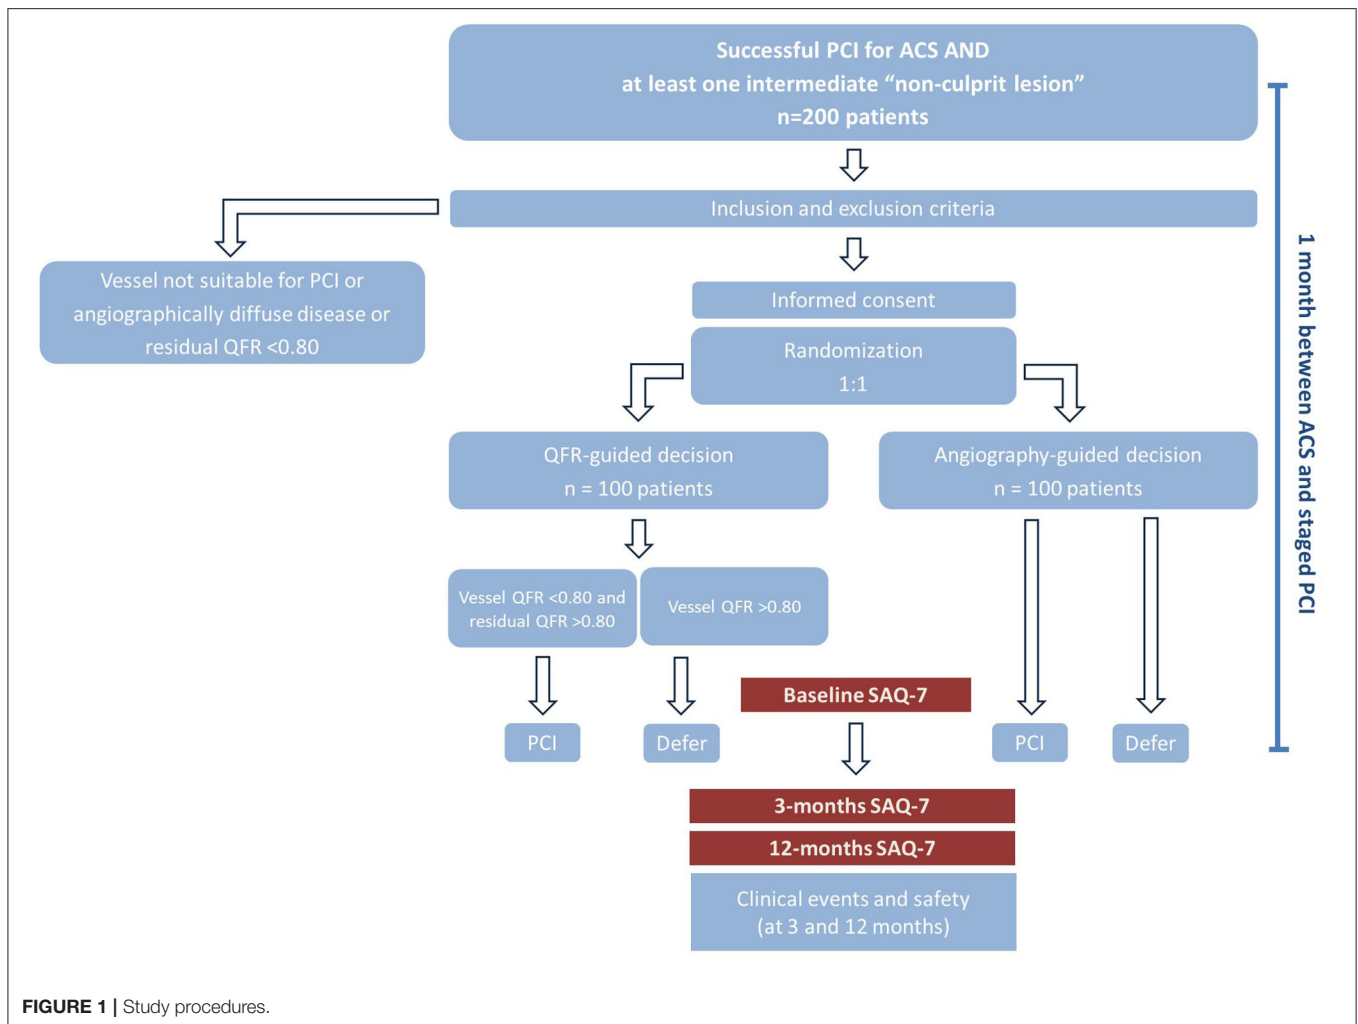 Successful PCI for ACS AND
at least one intermediate “non-culprit lesion”
n=200 patients
Inclusion and exclusion criteria
Vessel not suitable for PCI or
angiographically diffuse disease or
residual QFR <0.80
Informed consent
Randomization
1:1
QFR-guided decision
n = 100 patients
Angiography-guided decision
n = 100 patients
Vessel QFR <0.80 and
residual QFR >0.80
Vessel QFR >0.80
Baseline SAQ-7
PCI
Defer
PCI
Defer
3-months SAQ-7
12-months SAQ-7
Clinical events and safety
(at 3 and 12 months)
1 month between ACS and staged PCI
FIGURE 1 | Study procedures.